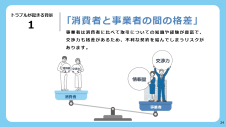 トラブルが起きる背景
1
「消費者と事業者の間の格差」
事業者は消費者に比べて取引についての知識や経験が豊富で、
交渉力も格差があるため、不利な契約を結んでしまうリスクが
あります。
交渉力
情報量
消費者
事業者